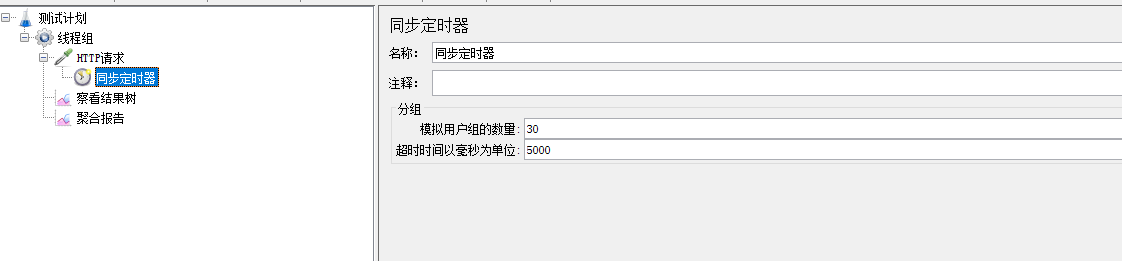 测试计划
线程组
HTTP请求
同步定时器
察看结果树
聚合报告
同步定时器
名称： 同步定时器
注释：
分组
模拟用户组的数量: 30
超时时间以毫秒为单位: 5000